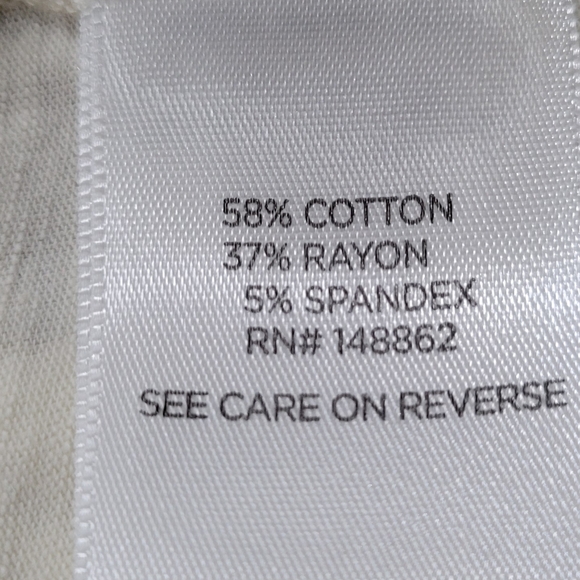 58% COTTON
37% RAYON
5% SPANDEX
RN# 148862
SEE CARE ON REVERSE